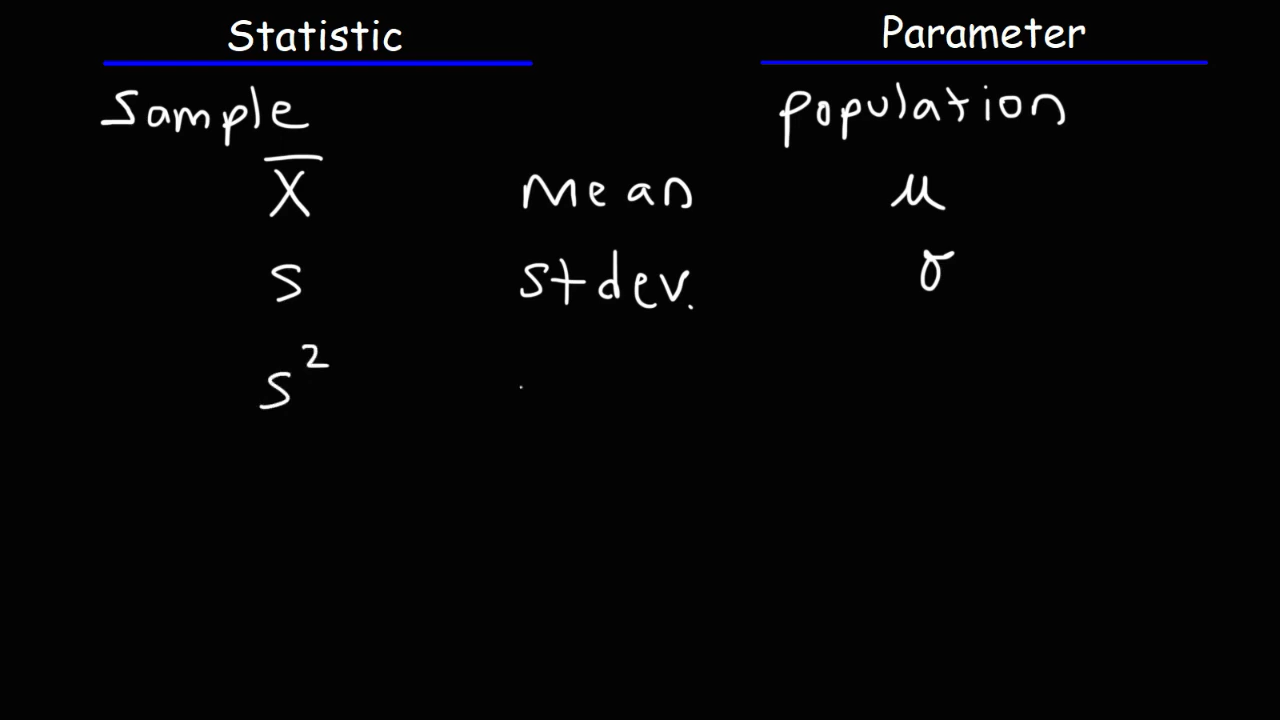 Statistic Parameter
Sample population
X̅ mean μ
s stdev. σ
s²